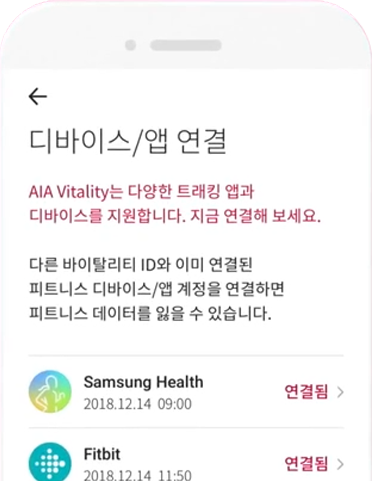 디바이스/앱 연결
AIA Vitality는 다양한 트래킹 앱과
디바이스를 지원합니다. 지금 연결해 보세요.
다른 바이탈리티 ID와 이미 연결된
피트니스 디바이스/앱 계정을 연결하면
피트니스 데이터를 잃을 수 있습니다.
Samsung Health
연결됨
2018.12.14 09:00
Fitbit
연결됨
2018.12.14 11:50